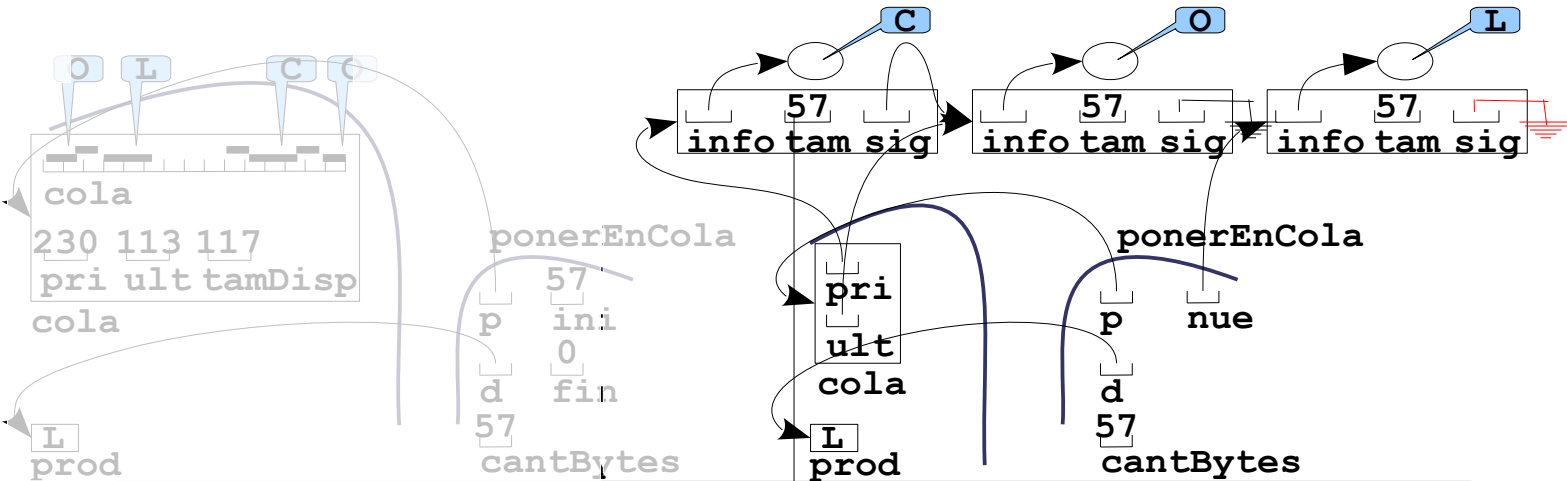 O L C O
cola
230 113 117
pri ult tamDisp
cola
ponerEnCola
57
p ini
0
d fin
57
cantBytes
L
prod
C O L
57 57 57
info tam sig info tam sig info tam sig
ponerEnCola
pri
p nue
ult
cola
d
57
cantBytes
L
prod